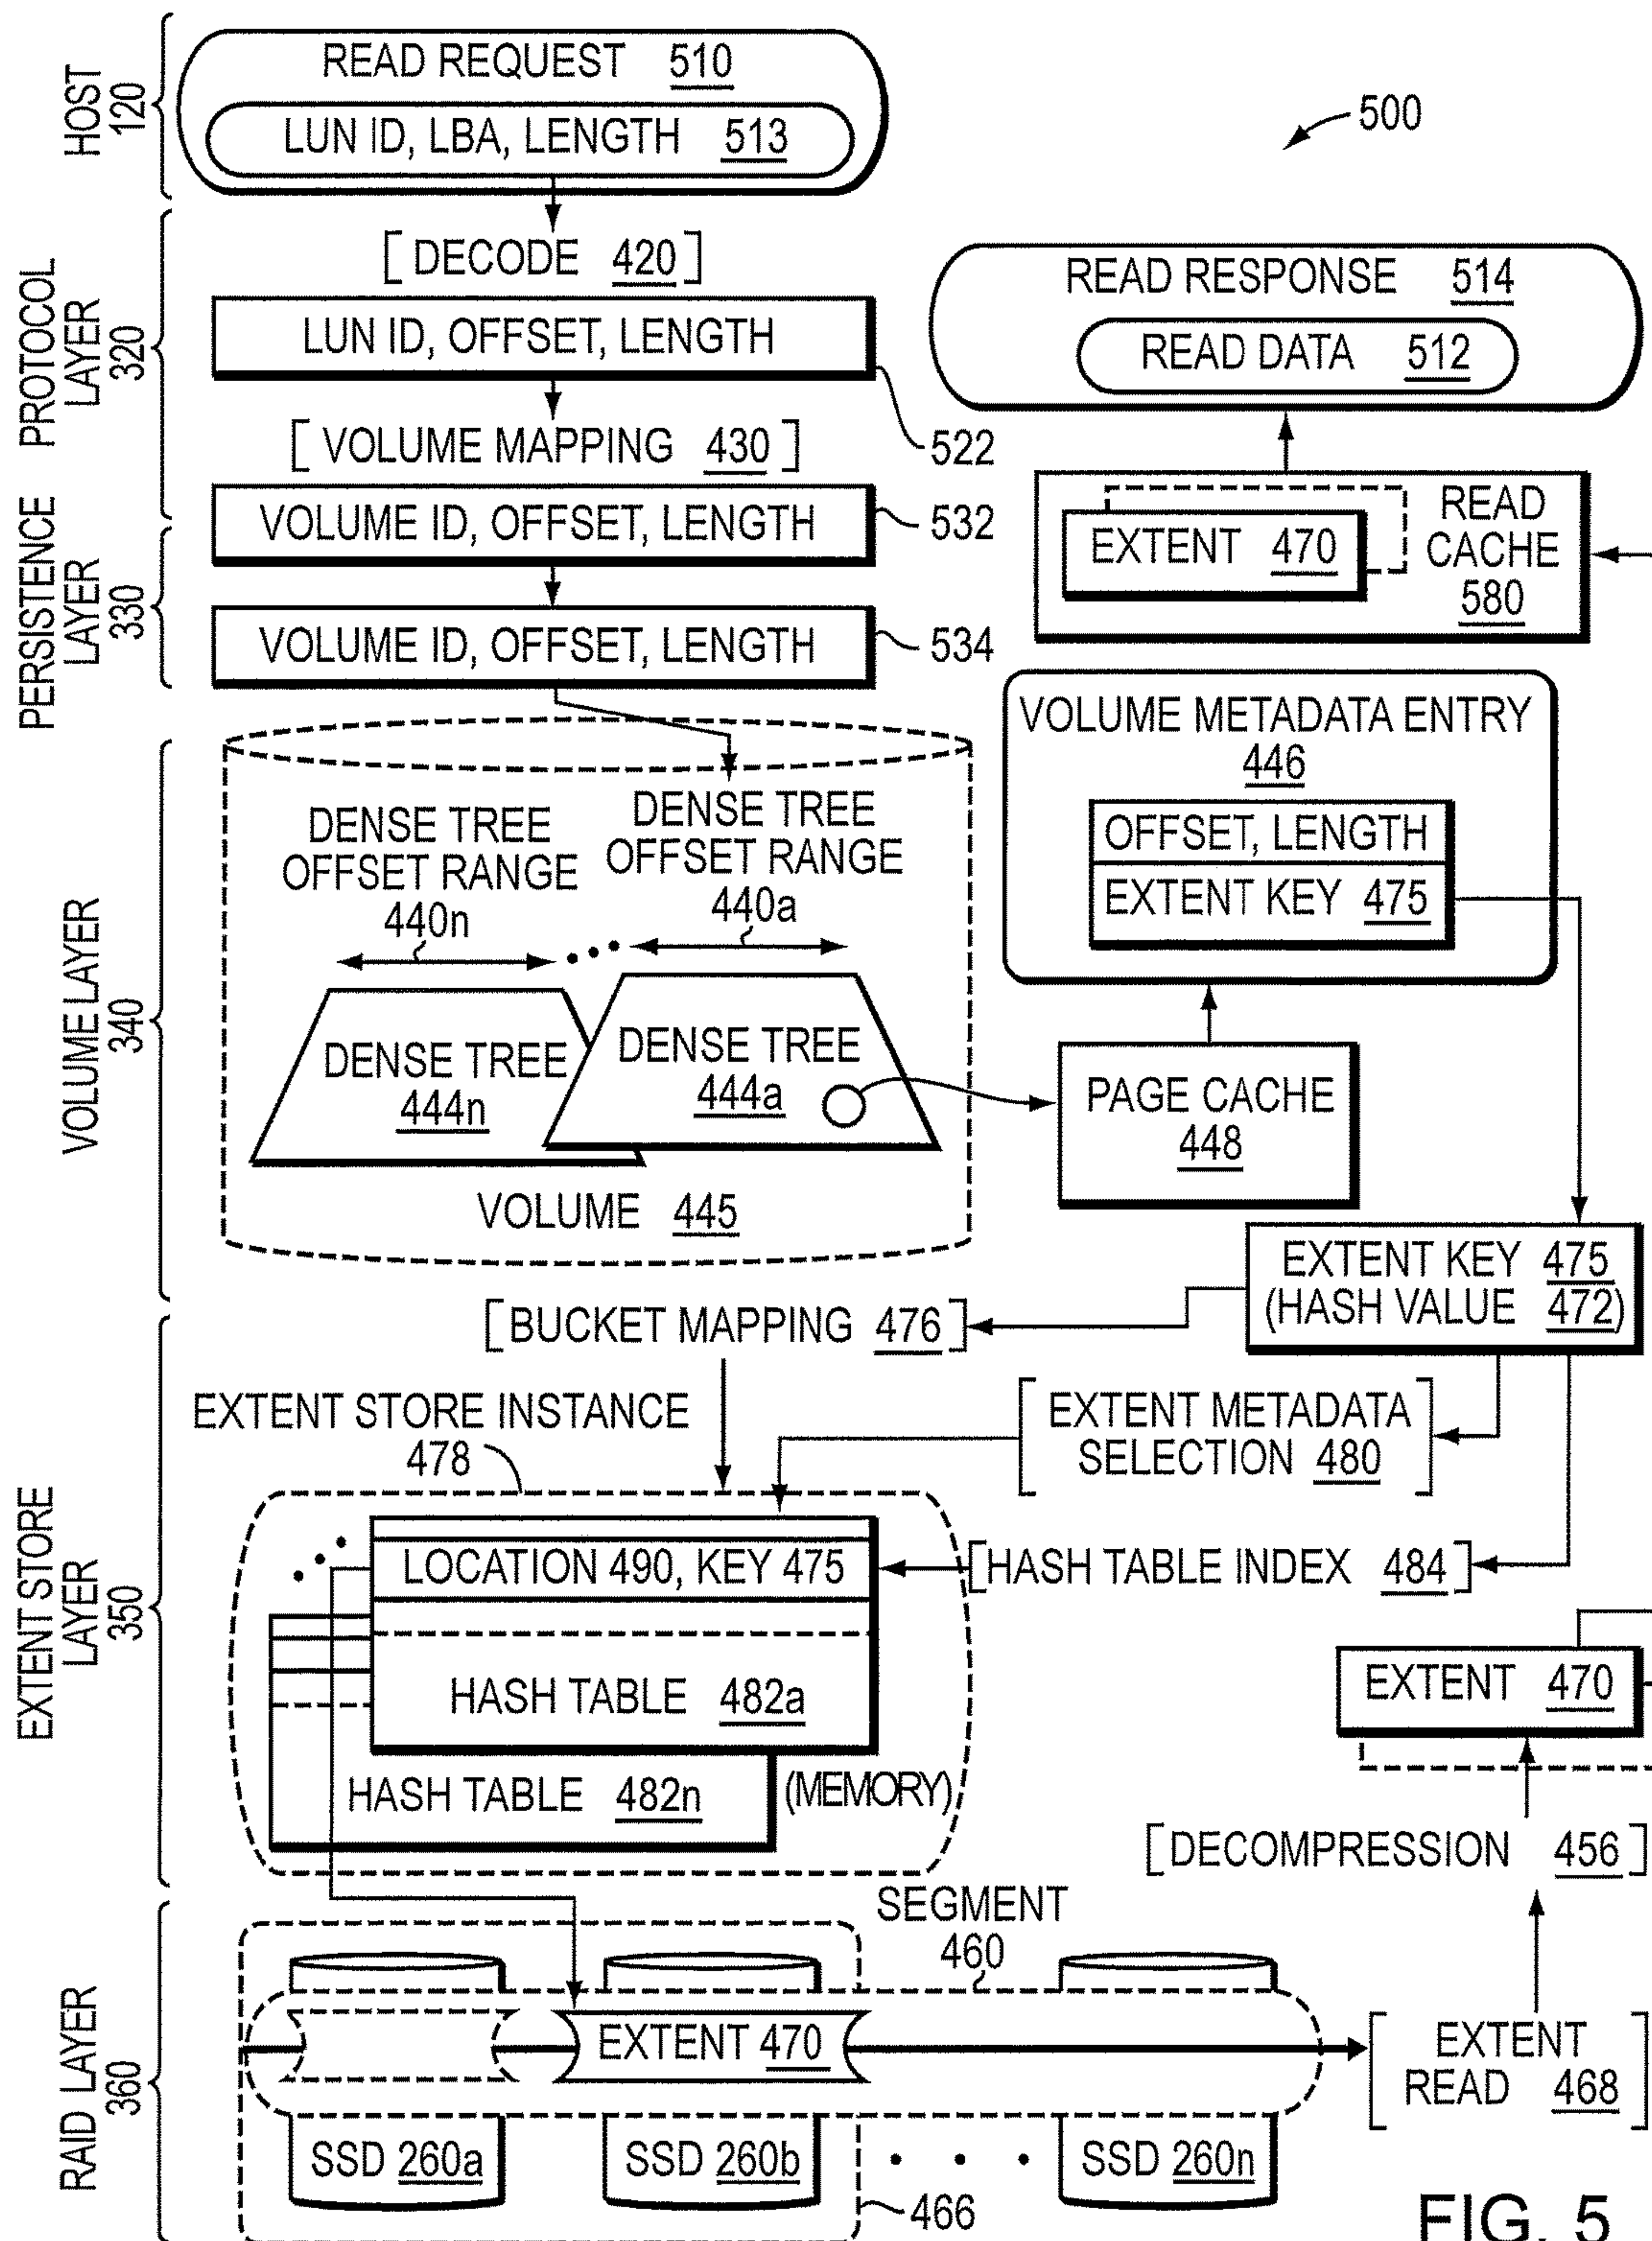 HOST
120
READ REQUEST 510
LUN ID, LBA, LENGTH 513
500
PROTOCOL
LAYER
320
[ DECODE 420 ]
LUN ID, OFFSET, LENGTH
522
[ VOLUME MAPPING 430 ]
VOLUME ID, OFFSET, LENGTH
532
READ RESPONSE 514
READ DATA 512
EXTENT 470
READ
CACHE
580
PERSISTENCE
LAYER
330
VOLUME ID, OFFSET, LENGTH
534
VOLUME LAYER
340
DENSE TREE
OFFSET RANGE
440n
DENSE TREE
OFFSET RANGE
440a
DENSE TREE
444n
DENSE TREE
444a
VOLUME 445
VOLUME METADATA ENTRY
446
OFFSET, LENGTH
EXTENT KEY 475
PAGE CACHE
448
EXTENT KEY 475
(HASH VALUE 472)
EXTENT STORE
LAYER
350
[BUCKET MAPPING 476]
EXTENT STORE INSTANCE
478
[EXTENT METADATA
SELECTION 480]
LOCATION 490, KEY 475
[HASH TABLE INDEX 484]
HASH TABLE 482a
HASH TABLE 482n
(MEMORY)
EXTENT 470
[DECOMPRESSION 456]
RAID LAYER
360
SEGMENT
460
EXTENT 470
[EXTENT
READ 468]
SSD 260a
SSD 260b
. . .
SSD 260n
466
FIG. 5